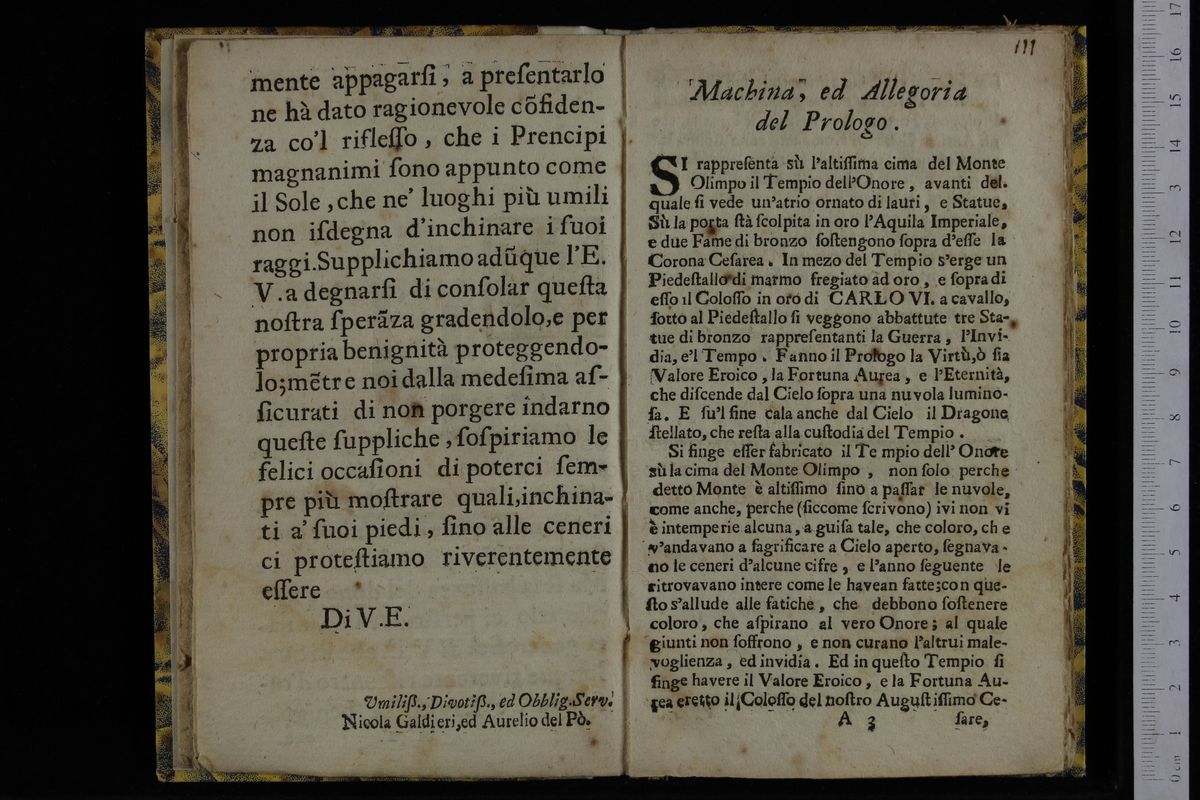 mente appagarſi, a preſentarlo
ne hà dato ragionevole cõfiden-
za co'l rifleſſo, che i Prencipi
magnanimi ſono appunto come
il Sole, che ne' luoghi più umili
non iſdegna d'inchinare i ſuoi
raggi.Supplichiamo adũque l'E.
V. a degnarſi di conſolar queſta
noſtra ſperãza gradendolo, e per
propria benignità proteggendo-
lo; mẽtre noi dalla medeſima aſ-
ſicurati di non porgere indarno
queſte ſuppliche, ſoſpiriamo le
felici occaſioni di poterci ſem-
pre più moſtrare quali, inchina-
ti a' ſuoi piedi, ſino alle ceneri
ci proteſtiamo riverentemente
eſſere
Di V.E.
Umiliß., Divotiß., ed Obblig. Serv.
Nicola Galdieri, ed Aurelio del Pò.
111
Machina, ed Allegoria
del Prologo.
SI rappreſenta sù l'altiſſima cima del Monte
Olimpo il Tempio dell'Onore, avanti del
quale ſi vede un'atrio ornato di lauri, e Statue,
Sù la porta ſtà ſcolpita in oro l'Aquila Imperiale,
e due Fame di bronzo ſoſtengono ſopra d'eſſe la
Corona Ceſarea. In mezo del Tempio s'erge un
Piedeſtallo di marmo fregiato ad oro, e ſopra di
eſſo il Coloſſo in oro di CARLO VI. a cavallo,
ſotto al Piedeſtallo ſi veggono abbattute tre Sta-
tue di bronzo rappreſentanti la Guerra, l'Invi-
dia, e'l Tempo. Fanno il Prologo la Virtù, ò ſia
Valore Eroico, la Fortuna Aurea, e l'Eternità,
che diſcende dal Cielo ſopra una nuvola lumino-
ſa. E ſu'l fine cala anche dal Cielo il Dragone
ſtellato, che reſta alla cuſtodia del Tempio.
Si finge eſſer fabricato il Te mpio dell' Onore
sù la cima del Monte Olimpo, non ſolo perche
detto Monte è altiſſimo ſino a paſſar le nuvole,
come anche, perche (ſiccome ſcrivono) ivi non vi
è intemperie alcuna, a guiſa tale, che coloro, ch e
v'andavano a ſagrificare a Cielo aperto, ſegnava-
no le ceneri d'alcune cifre, e l'anno ſeguente le
ritrovavano intere come le havean fatte; con que-
ſto s'allude alle fatiche, che debbono ſoſtenere
coloro, che aſpirano al vero Onore; al quale
giunti non ſoffrono, e non curano l'altrui male-
voglienza, ed invidia. Ed in queſto Tempio ſi
finge havere il Valore Eroico, e la Fortuna Au-
rea eretto il Coloſſo del noſtro Auguſt iſſimo Ce-
A 3 ſare,